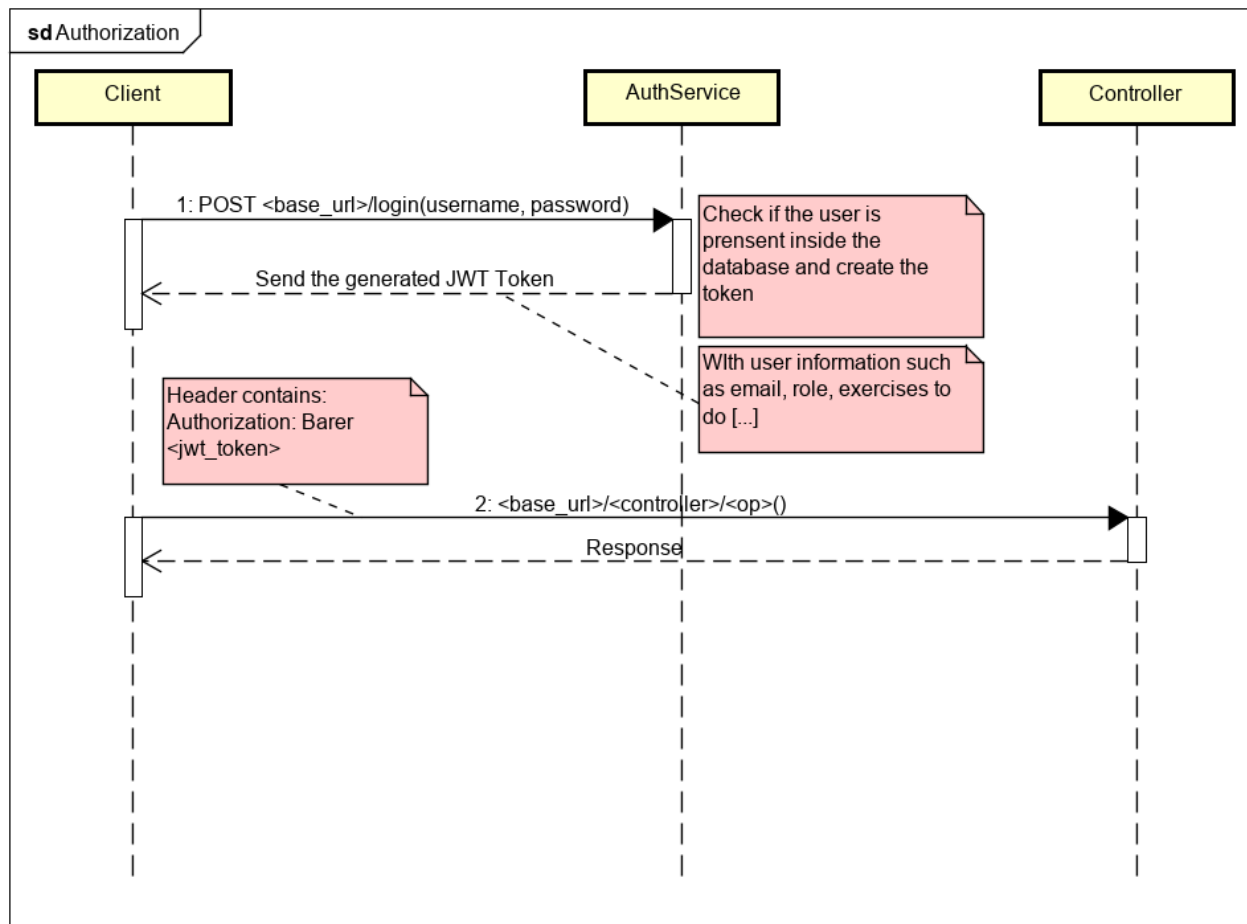 sd Authorization
Client
AuthService
Controller
1: POST <base_url>/login(username, password)
Check if the user is
prensent inside the
database and create the
token
Send the generated JWT Token
WIth user information such
as email, role, exercises to
do [...]
Header contains:
Authorization: Barer
<jwt_token>
2: <base_url>/<controller>/<op>()
Response